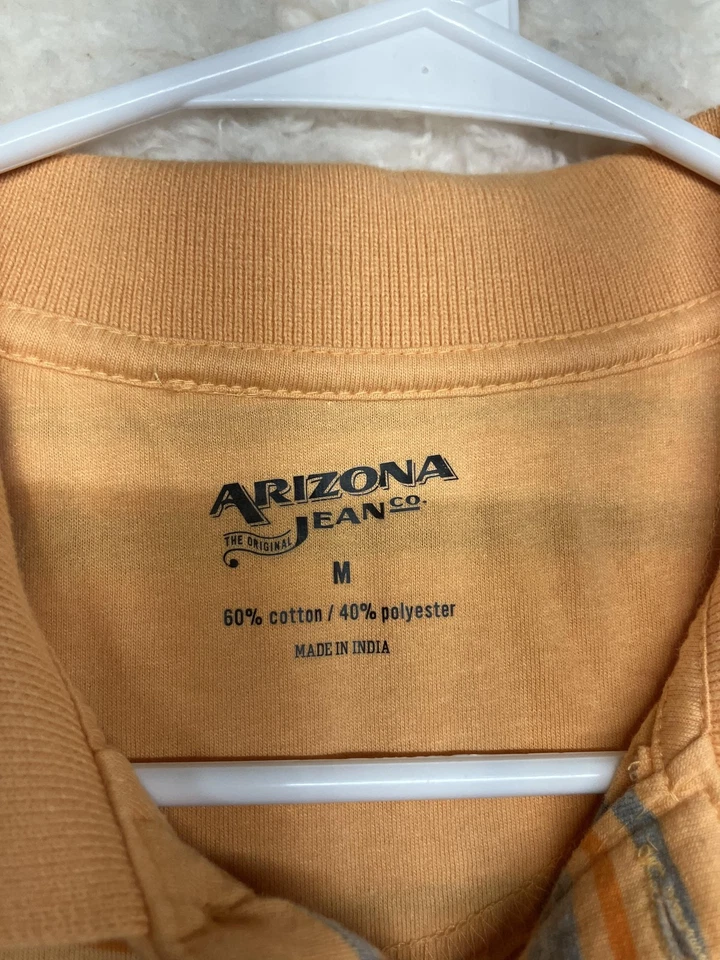 ARIZONA
JEAN CO.
THE ORIGINAL
M
60% cotton / 40% polyester
MADE IN INDIA